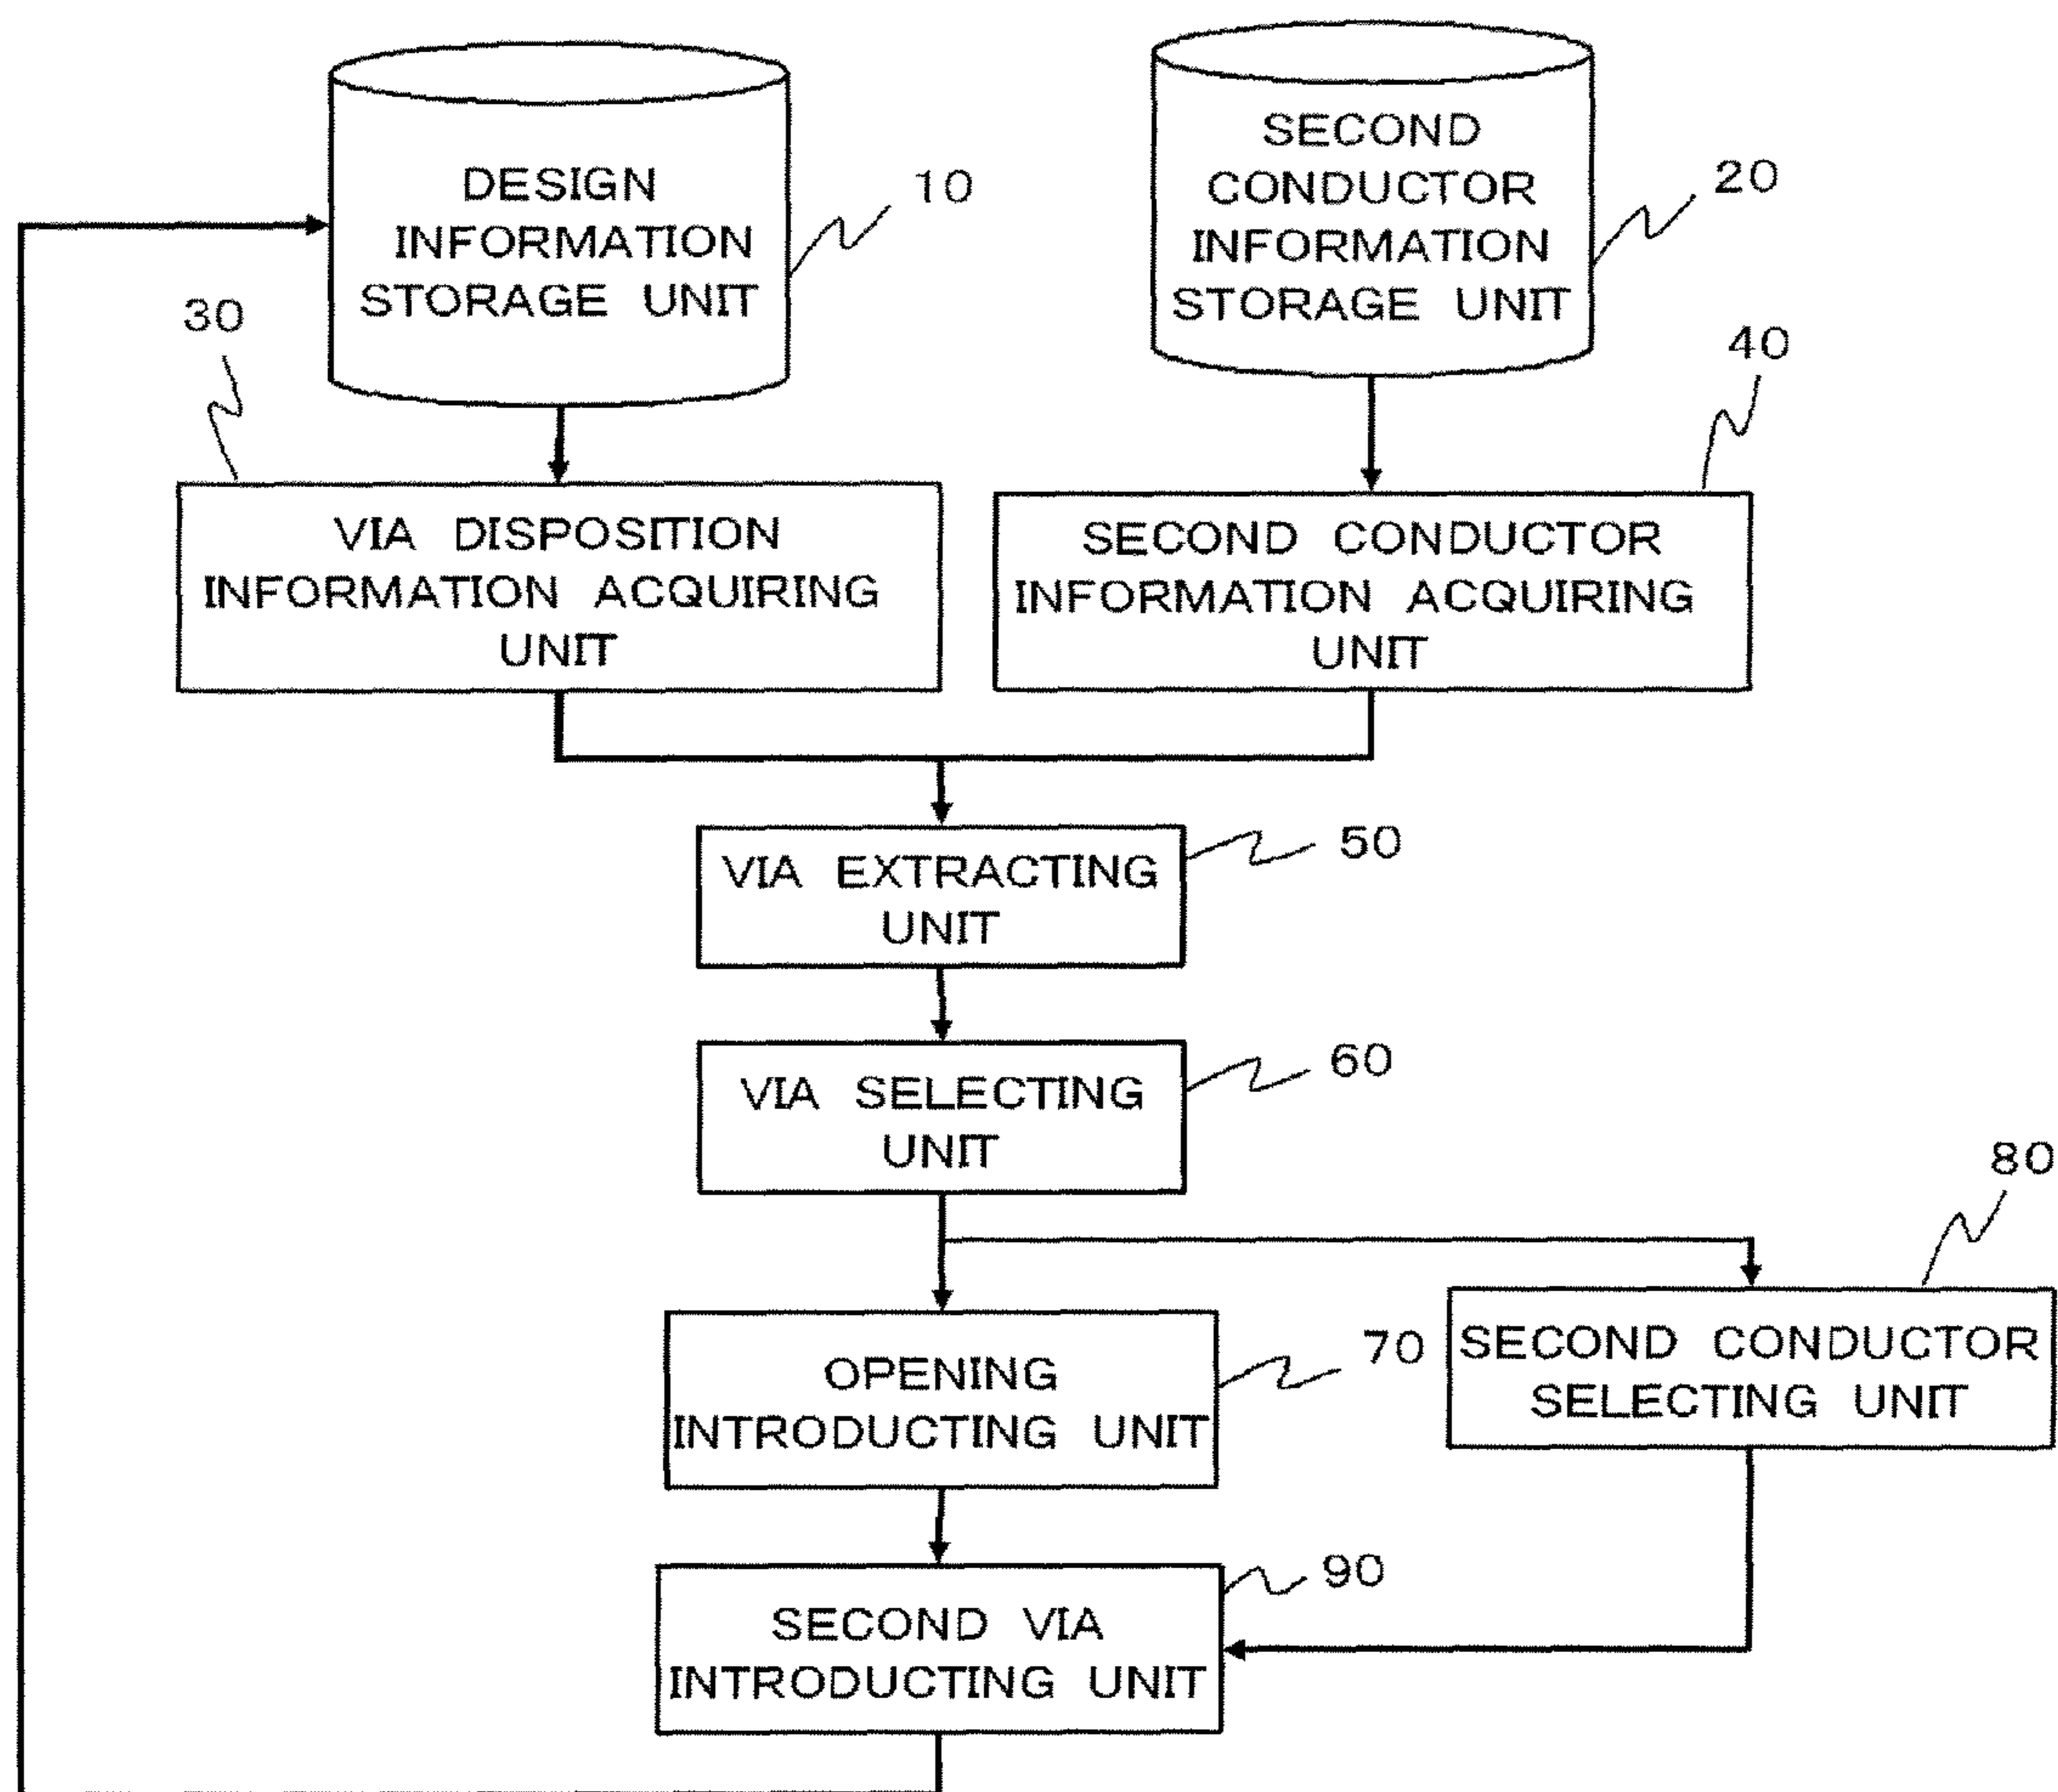 DESIGN
INFORMATION
STORAGE UNIT
10
SECOND
CONDUCTOR
INFORMATION
STORAGE UNIT
20
30
VIA DISPOSITION
INFORMATION ACQUIRING
UNIT
40
SECOND CONDUCTOR
INFORMATION ACQUIRING
UNIT
VIA EXTRACTING
UNIT
50
VIA SELECTING
UNIT
60
OPENING
INTRODUCTING UNIT
70
80
SECOND CONDUCTOR
SELECTING UNIT
SECOND VIA
INTRODUCTING UNIT
90